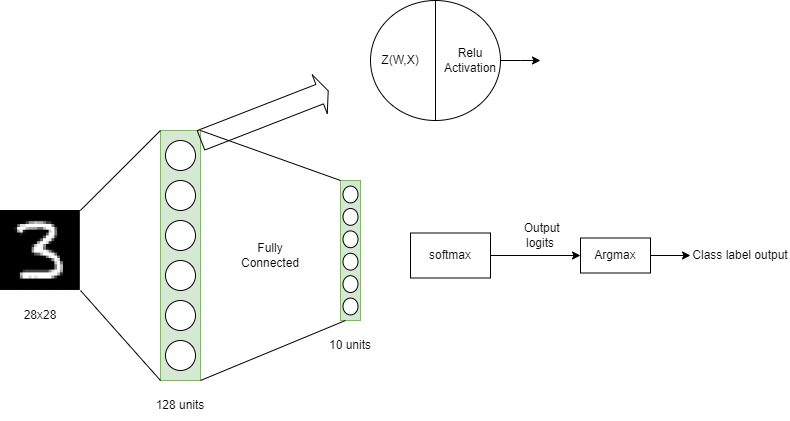 Z(W,X)
Relu
Activation
3
28x28
128 units
Fully
Connected
10 units
softmax
Output
logits
Argmax
Class label output